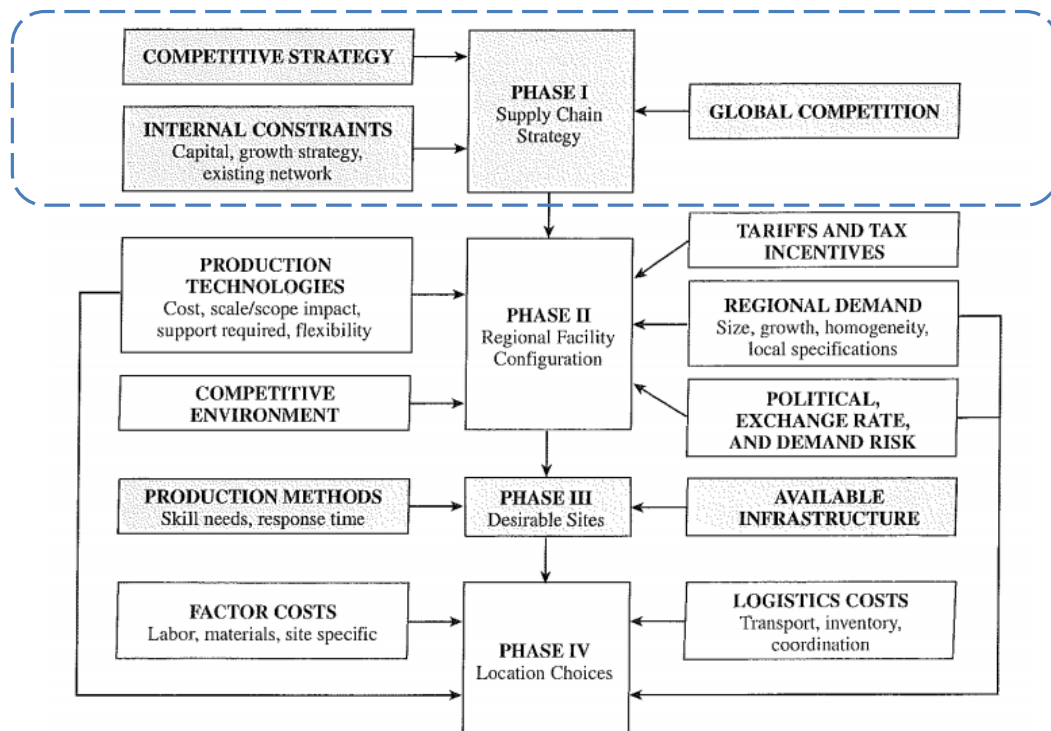 COMPETITIVE STRATEGY
INTERNAL CONSTRAINTS
Capital, growth strategy,
existing network
PHASE I
Supply Chain
Strategy
GLOBAL COMPETITION
PRODUCTION
TECHNOLOGIES
Cost, scale/scope impact,
support required, flexibility
COMPETITIVE
ENVIRONMENT
PHASE II
Regional Facility
Configuration
TARIFFS AND TAX
INCENTIVES
REGIONAL DEMAND
Size, growth, homogeneity,
local specifications
POLITICAL,
EXCHANGE RATE,
AND DEMAND RISK
PRODUCTION METHODS
Skill needs, response time
PHASE III
Desirable Sites
AVAILABLE
INFRASTRUCTURE
FACTOR COSTS
Labor, materials, site specific
PHASE IV
Location Choices
LOGISTICS COSTS
Transport, inventory,
coordination